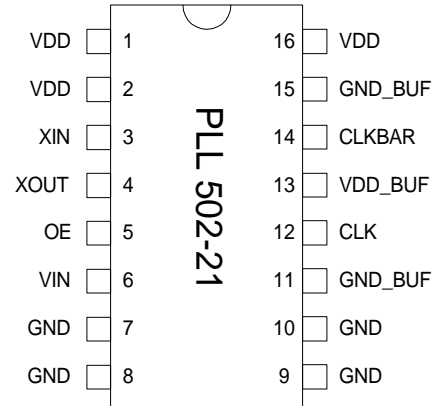 VDD 1 16 VDD
VDD 2 15 GND_BUF
XIN 3 14 CLKBAR
XOUT 4 13 VDD_BUF
OE 5 12 CLK
VIN 6 11 GND_BUF
GND 7 10 GND
GND 8 9 GND
PLL 502-21